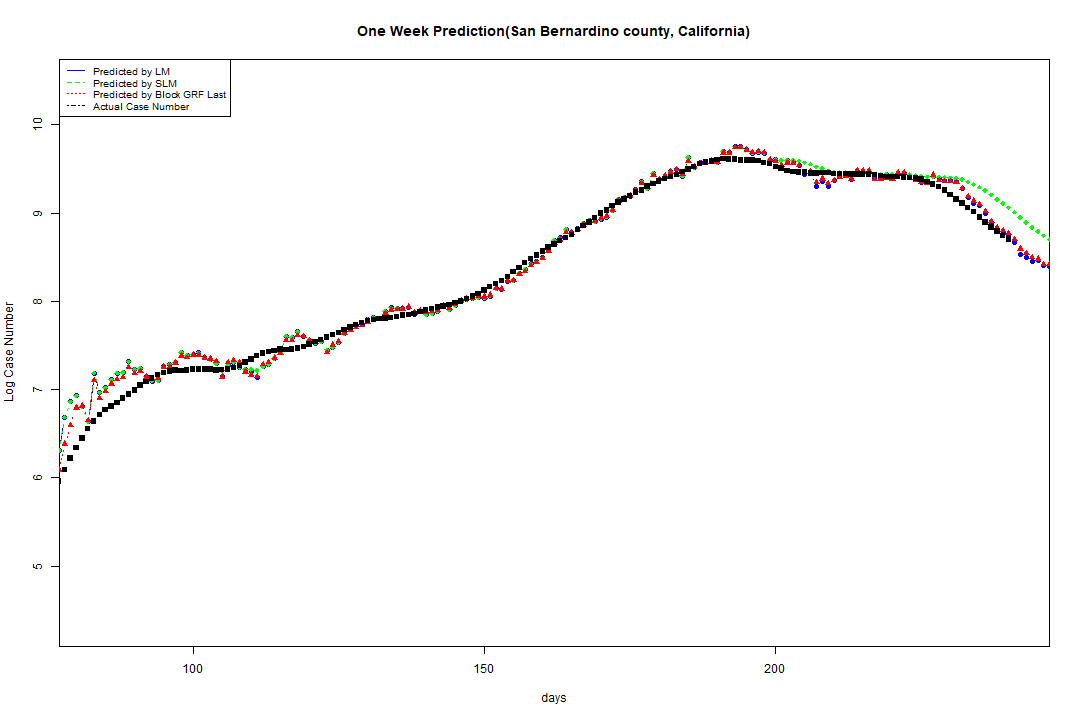 One Week Prediction(San Bernardino county, California)
Predicted by LM
Predicted by SLM
Predicted by Block GRF Last
Actual Case Number
Log Case Number
10
9
8
7
6
5
100 150 200
days